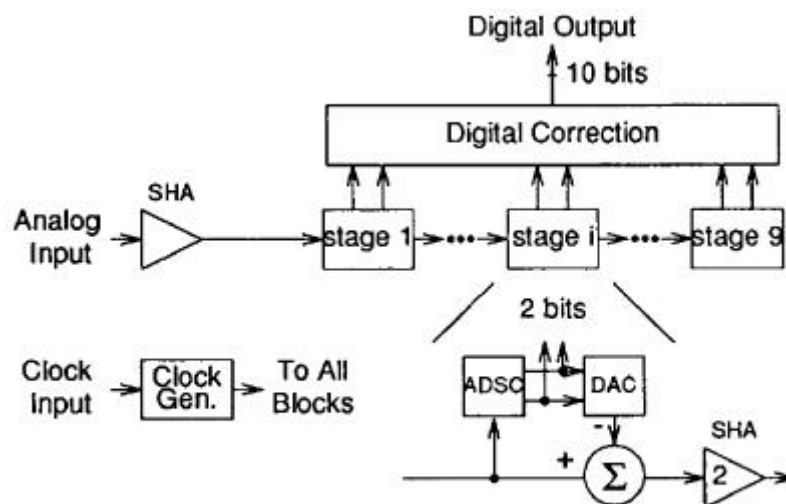 Digital Output
10 bits
Digital Correction
SHA
Analog
Input
stage 1
stage i
stage 9
2 bits
Clock
Input
Clock
Gen.
To All
Blocks
ADSC
DAC
-
SHA
+
Σ
2